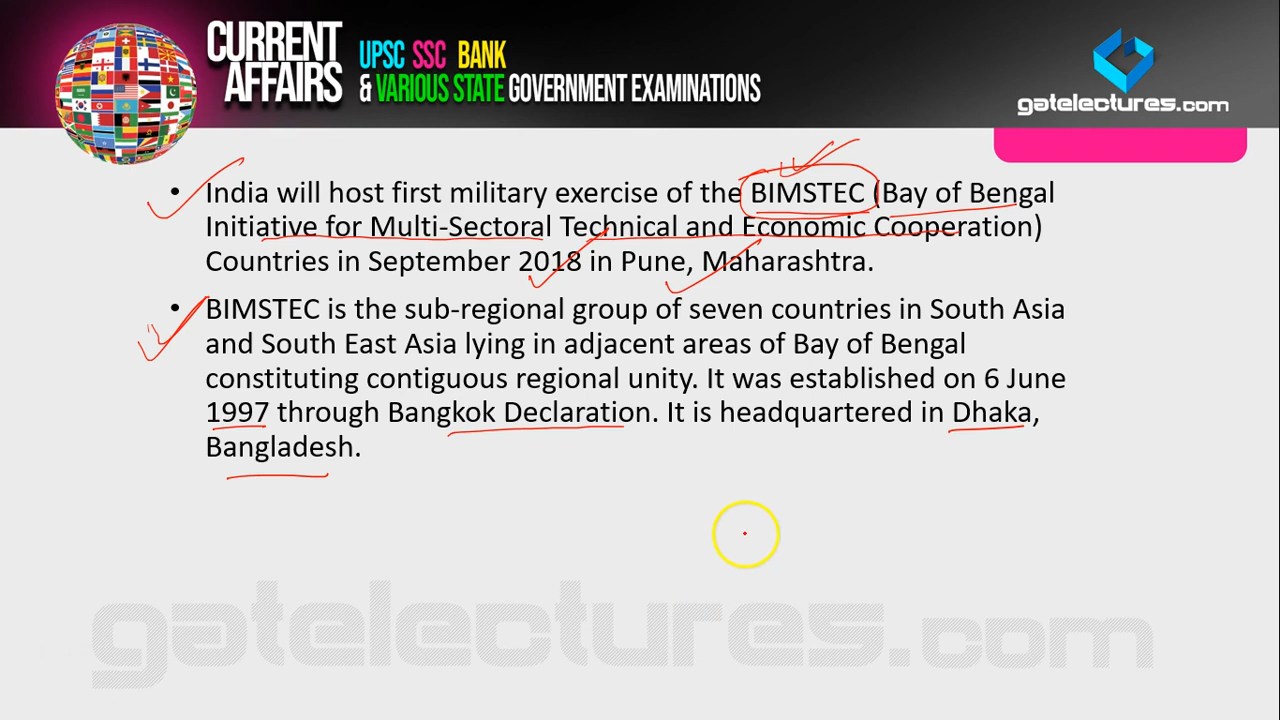 CURRENT
AFFAIRS
UPSC SSC BANK
& VARIOUS STATE GOVERNMENT EXAMINATIONS
gatelectures.com
• India will host first military exercise of the BIMSTEC (Bay of Bengal
Initiative for Multi-Sectoral Technical and Economic Cooperation)
Countries in September 2018 in Pune, Maharashtra.
• BIMSTEC is the sub-regional group of seven countries in South Asia
and South East Asia lying in adjacent areas of Bay of Bengal
constituting contiguous regional unity. It was established on 6 June
1997 through Bangkok Declaration. It is headquartered in Dhaka,
Bangladesh.
gatelectures.com